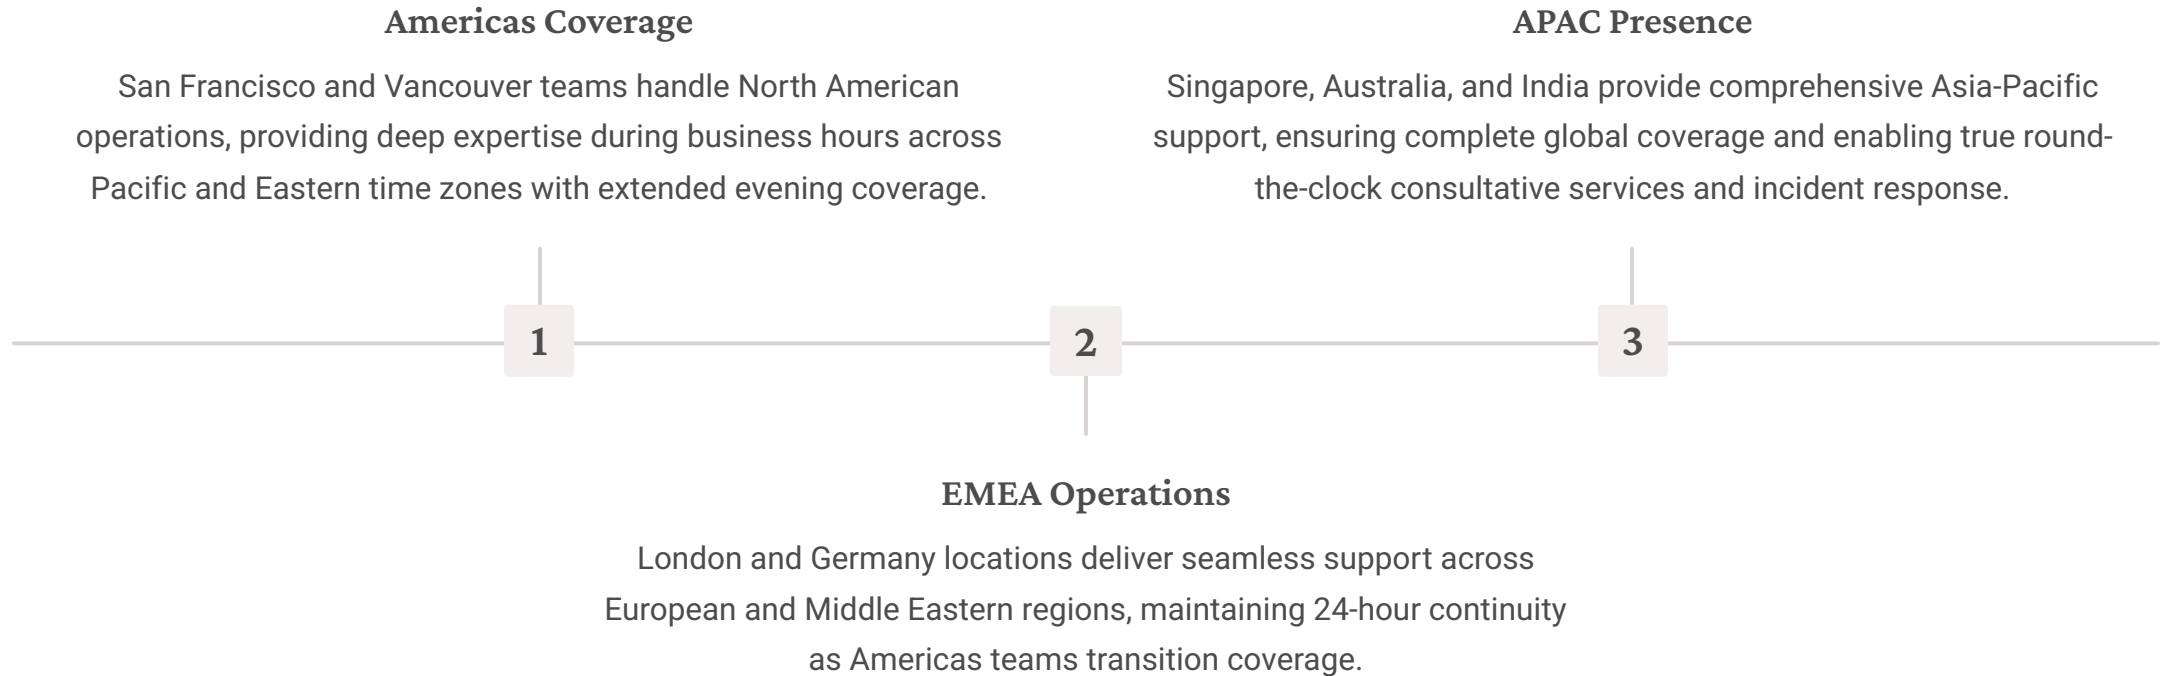 Americas Coverage
San Francisco and Vancouver teams handle North American
operations, providing deep expertise during business hours across
Pacific and Eastern time zones with extended evening coverage.
APAC Presence
Singapore, Australia, and India provide comprehensive Asia-Pacific
support, ensuring complete global coverage and enabling true round-
the-clock consultative services and incident response.
1
2
3
EMEA Operations
London and Germany locations deliver seamless support across
European and Middle Eastern regions, maintaining 24-hour continuity
as Americas teams transition coverage.